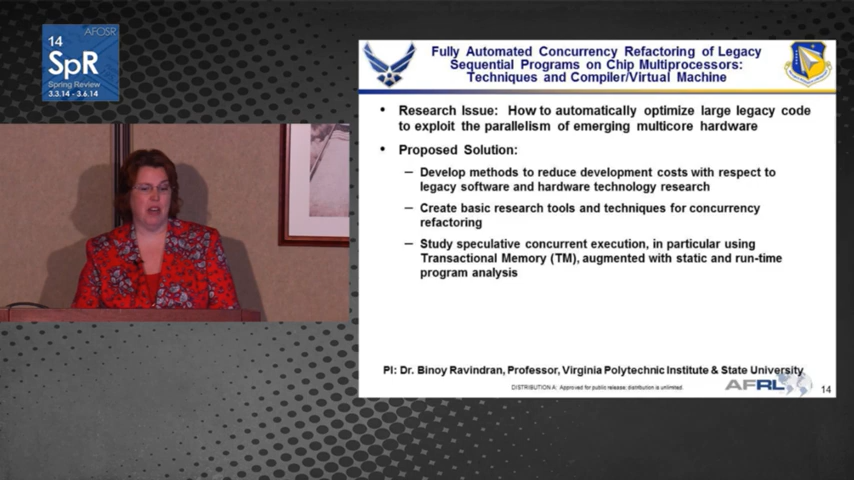 AFOSR
14
SpR
Spring Review
3.3.14 - 3.6.14
Fully Automated Concurrency Refactoring of Legacy
Sequential Programs on Chip Multiprocessors:
Techniques and Compiler/Virtual Machine
• Research Issue: How to automatically optimize large legacy code
to exploit the parallelism of emerging multicore hardware
• Proposed Solution:
– Develop methods to reduce development costs with respect to
legacy software and hardware technology research
– Create basic research tools and techniques for concurrency
refactoring
– Study speculative concurrent execution, in particular using
Transactional Memory (TM), augmented with static and run-time
program analysis
PI: Dr. Binoy Ravindran, Professor, Virginia Polytechnic Institute & State University
DISTRIBUTION A: Approved for public release; distribution is unlimited.
AFRL
14